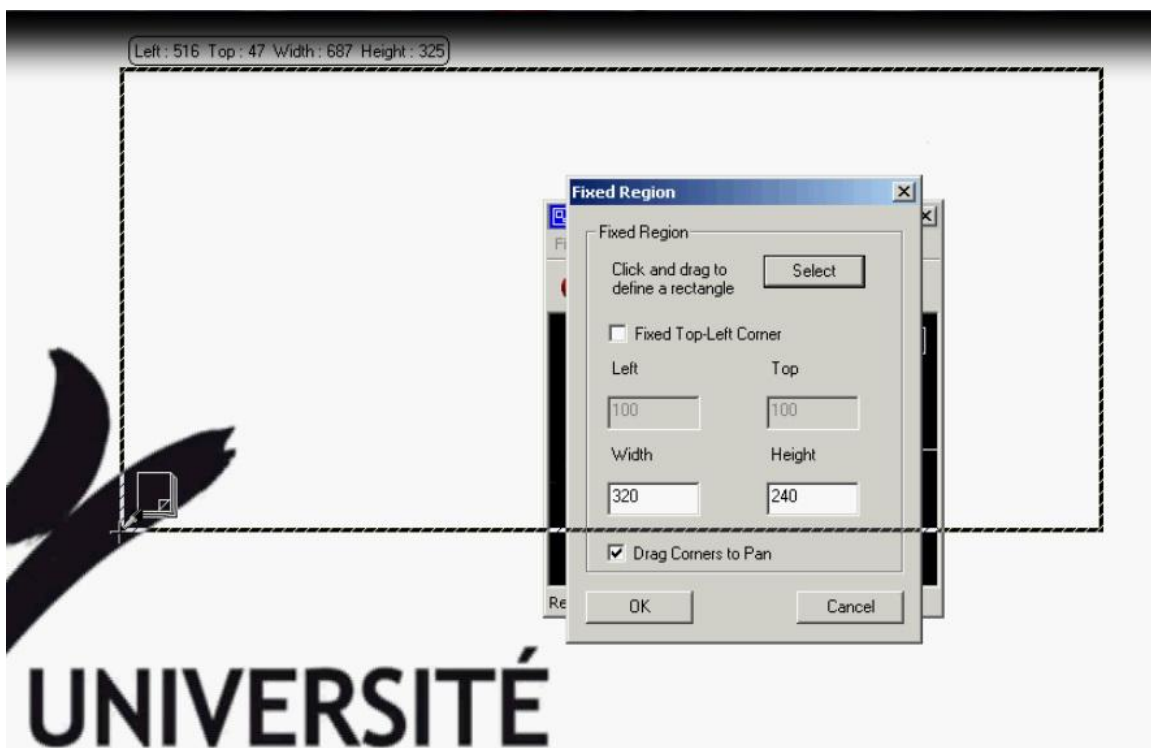 Left : 516 Top : 47 Width : 687 Height : 325
Fixed Region
Fi
Fixed Region
Click and drag to
define a rectangle
Select
Fixed Top-Left Corner
Left Top
100 100
Width Height
320 240
Drag Corners to Pan
Re
OK Cancel
UNIVERSITÉ